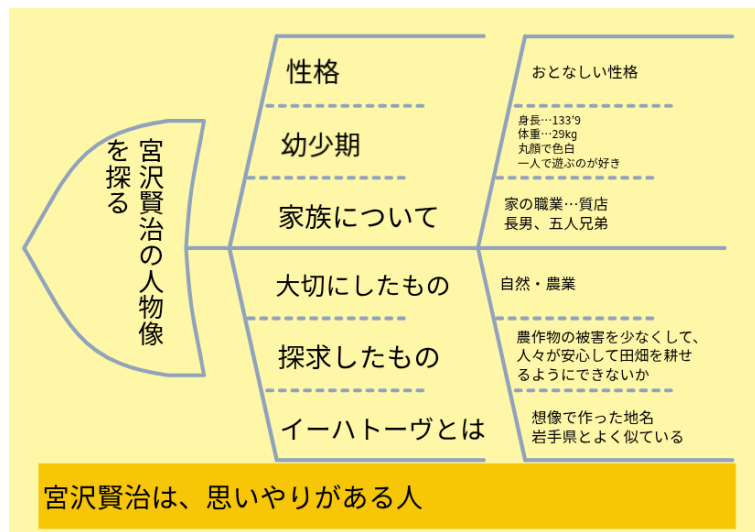 宮沢賢治の人物像
を探る
性格
おとなしい性格
幼少期
身長…133’9
体重…29kg
丸顔で色白
一人で遊ぶのが好き
家族について
家の職業…質店
長男、五人兄弟
大切にしたもの
自然・農業
探求したもの
農作物の被害を少なくして、
人々が安心して田畑を耕せ
るようにできないか
イーハトーヴとは
想像で作った地名
岩手県とよく似ている
宮沢賢治は、思いやりがある人